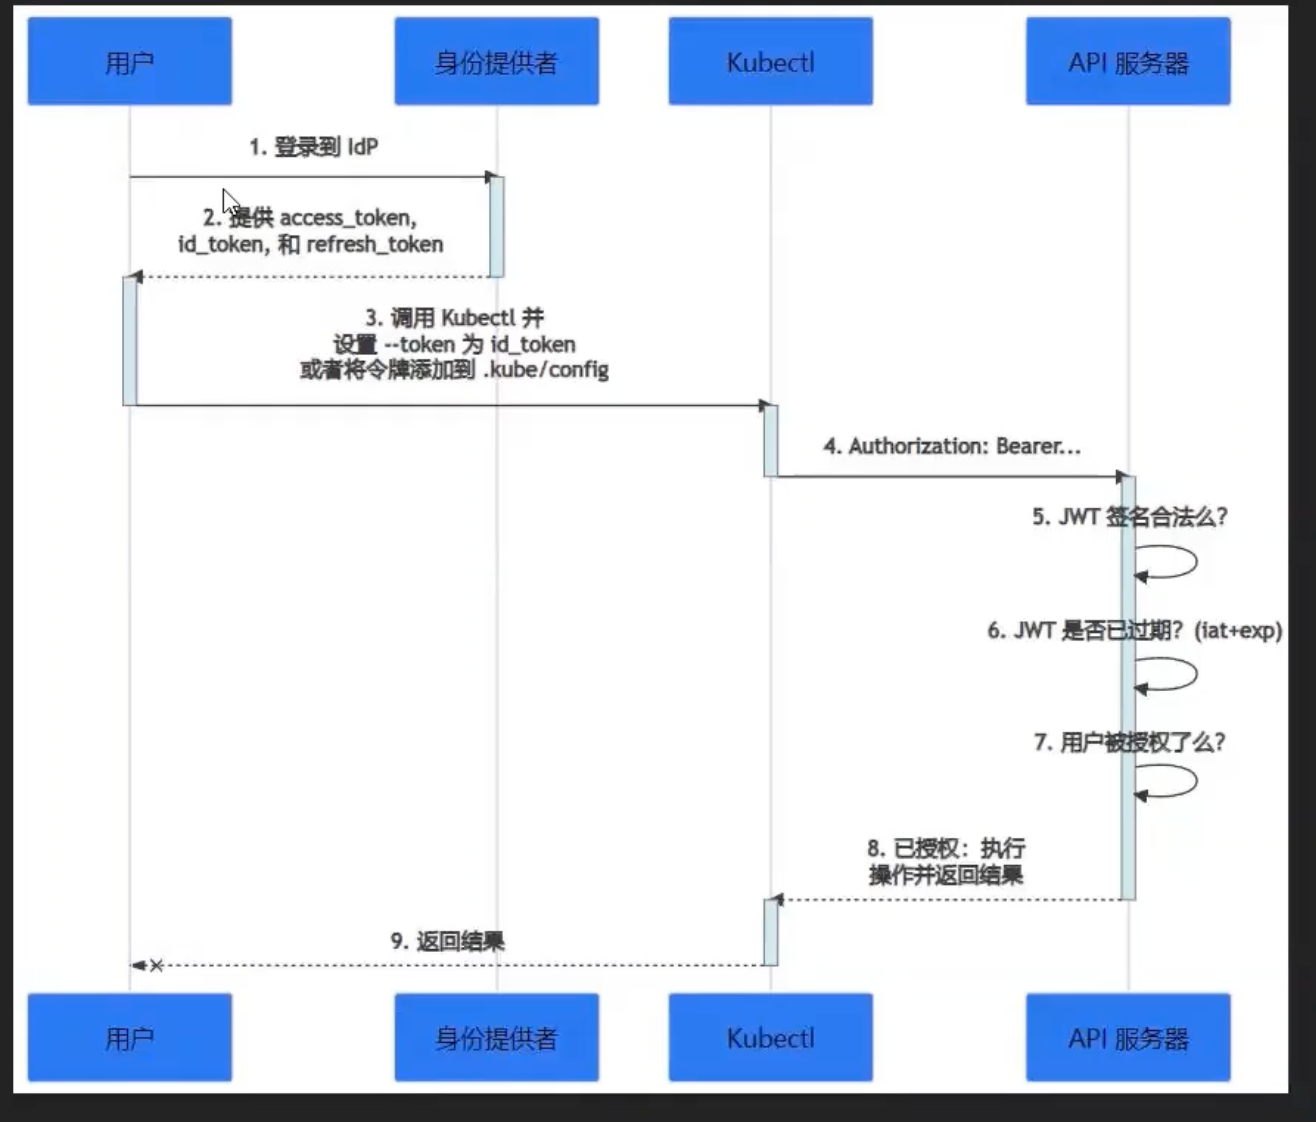 用户
身份提供者
Kubectl
API 服务器
1. 登录到 IdP
2. 提供 access_token,
id_token, 和 refresh_token
3. 调用 Kubectl 并
设置 --token 为 id_token
或者将令牌添加到 .kube/config
4. Authorization: Bearer...
5. JWT 签名合法么?
6. JWT 是否已过期? (iat+exp)
7. 用户被授权了么?
8. 已授权: 执行
操作并返回结果
9. 返回结果
用户
身份提供者
Kubectl
API 服务器